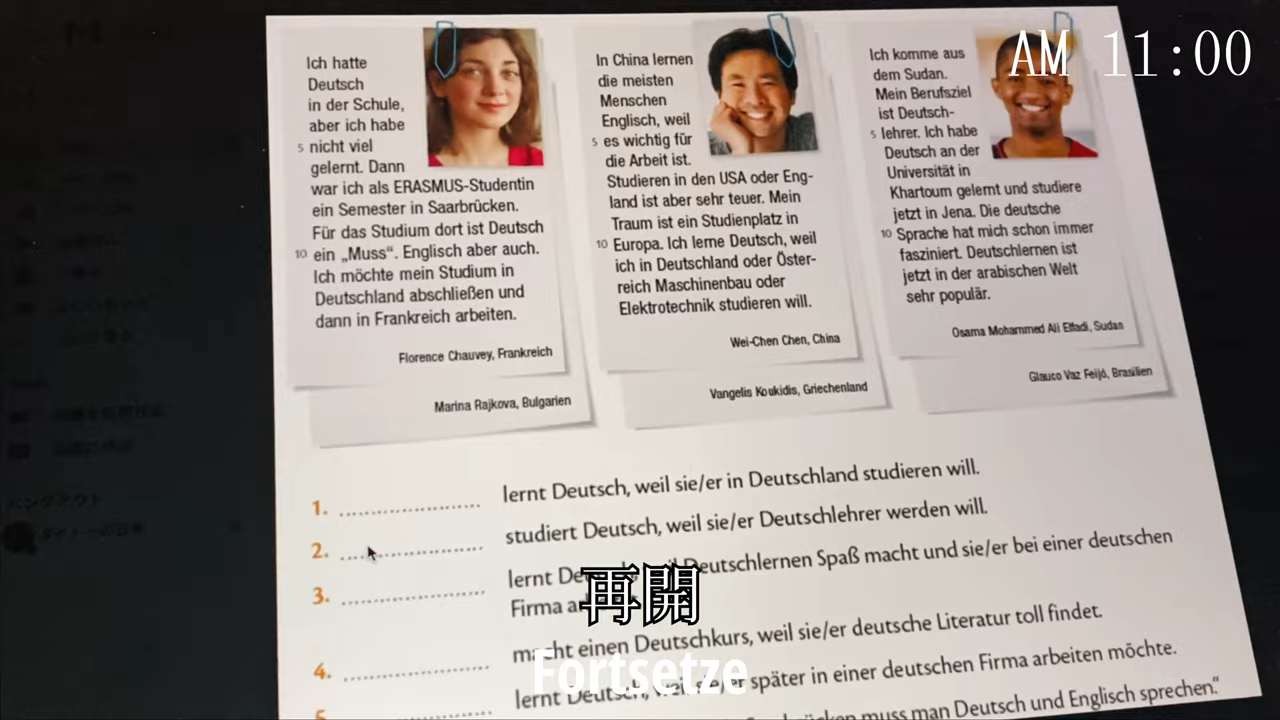 AM 11:00
Ich hatte
Deutsch
in der Schule,
aber ich habe
5 nicht viel
gelernt. Dann
war ich als ERASMUS-Studentin
ein Semester in Saarbrücken.
Für das Studium dort ist Deutsch
10 ein „Muss“. Englisch aber auch.
Ich möchte mein Studium in
Deutschland abschließen und
dann in Frankreich arbeiten.
Florence Chauvey, Frankreich
Marina Rajkova, Bulgarien
In China lernen
die meisten
Menschen
Englisch, weil
5 es wichtig für
die Arbeit ist.
Studieren in den USA oder Eng-
land ist aber sehr teuer. Mein
Traum ist ein Studienplatz in
10 Europa. Ich lerne Deutsch, weil
ich in Deutschland oder Öster-
reich Maschinenbau oder
Elektrotechnik studieren will.
Wei-Chen Chen, China
Vangelis Koukidis, Griechenland
Ich komme aus
dem Sudan.
Mein Berufsziel
ist Deutsch-
5 lehrer. Ich habe
Deutsch an der
Universität in
Khartoum gelernt und studiere
jetzt in Jena. Die deutsche
10 Sprache hat mich schon immer
fasziniert. Deutschlernen ist
jetzt in der arabischen Welt
sehr populär.
Osama Mohammed Ali Elfadi, Sudan
Glauco Vaz Feijó, Brasilien
1. lernt Deutsch, weil sie/er in Deutschland studieren will.
2. studiert Deutsch, weil sie/er Deutschlehrer werden will.
3. lernt Deutschlernen Spaß macht und sie/er bei einer deutschen
Firma
4. macht einen Deutschkurs, weil sie/er deutsche Literatur toll findet.
5. lernt Deutsch, weil sie/er später in einer deutschen Firma arbeiten möchte.
muss man Deutsch und Englisch sprechen.“
再開
Fortsetze